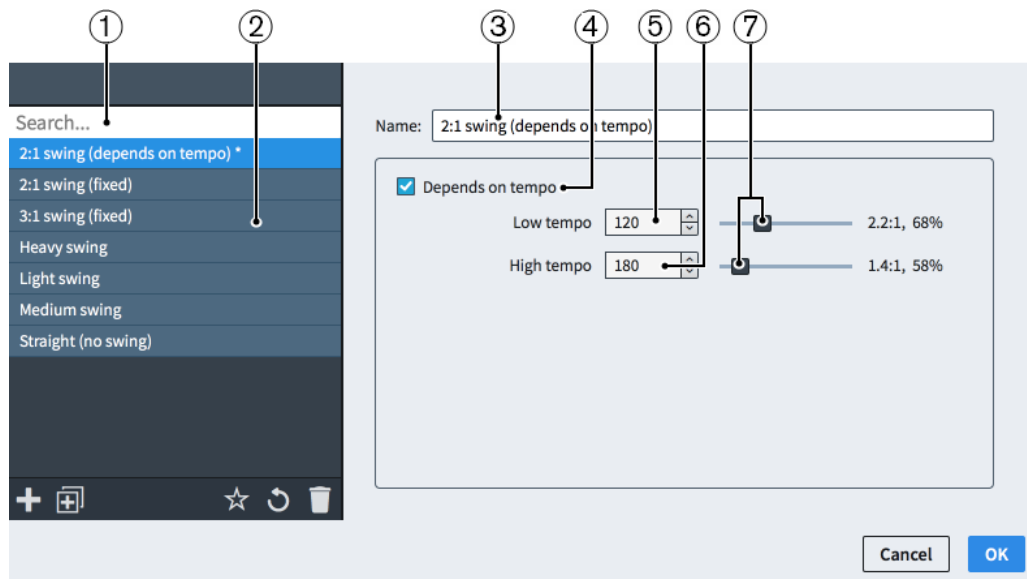 ① ② ③ ④ ⑤ ⑥ ⑦
Search...
2:1 swing (depends on tempo) *
2:1 swing (fixed)
3:1 swing (fixed)
Heavy swing
Light swing
Medium swing
Straight (no swing)
Name: 2:1 swing (depends on tempo)
Depends on tempo
Low tempo 120 2.2:1, 68%
High tempo 180 1.4:1, 58%
Cancel OK